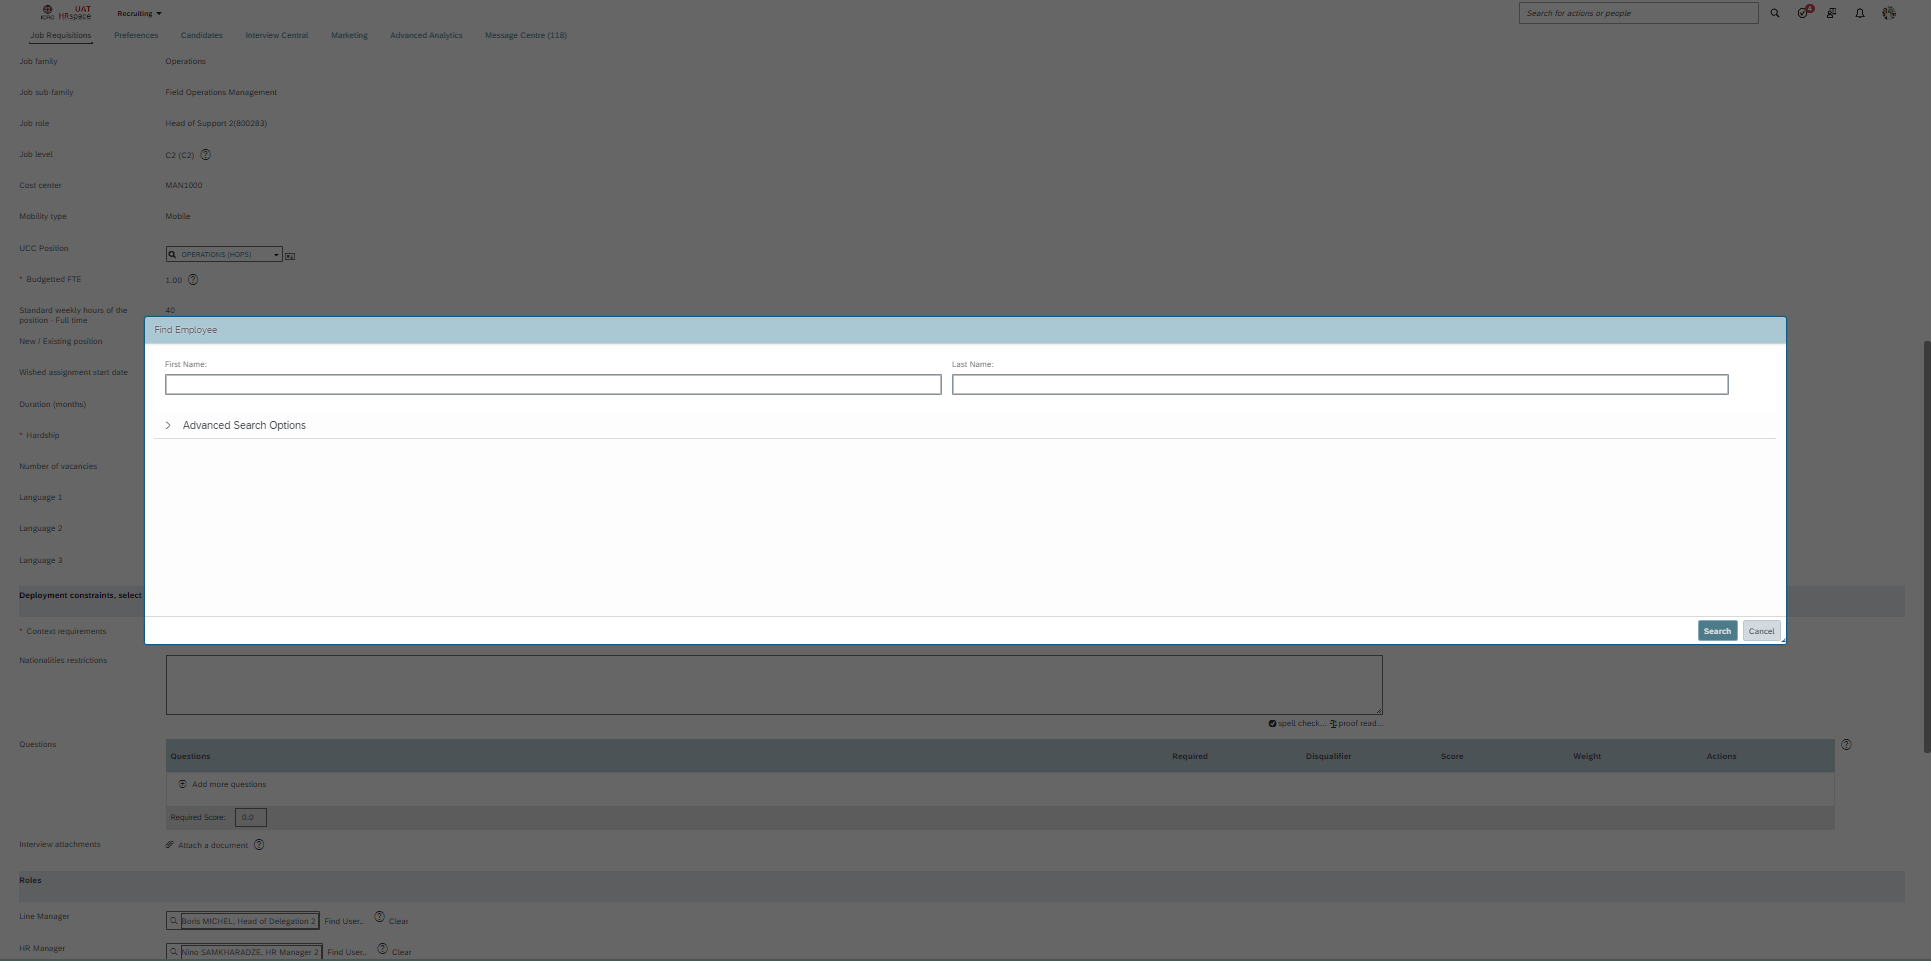 ICRC
UAT
HRspace
Recruiting
Search for actions or people
4
Job Requisitions
Preferences
Candidates
Interview Central
Marketing
Advanced Analytics
Message Centre (118)
Job family
Operations
Job sub family
Field Operations Management
Job role
Head of Support 2(800283)
Job level
C2 (C2)
Cost center
MAN1000
Mobility type
Mobile
UCC Position
OPERATIONS (HOPS)
* Budgetted FTE
1.00
Standard weekly hours of the
position - Full time
40
New / Existing position
Wished assignment start date
Duration (months)
* Hardship
Number of vacancies
Language 1
Language 2
Language 3
Deployment constraints, select
* Context requirements
Find Employee
First Name:
Last Name:
Advanced Search Options
Search
Cancel
Nationalities restrictions
spell check...
proof read...
Questions
Questions
Required
Disqualifier
Score
Weight
Actions
Add more questions
Required Score:
0.0
Interview attachments
Attach a document
Roles
Line Manager
Boris MICHEL, Head of Delegation 2
Find User..
Clear
HR Manager
Nino SAMKHARADZE, HR Manager 2
Find User..
Clear